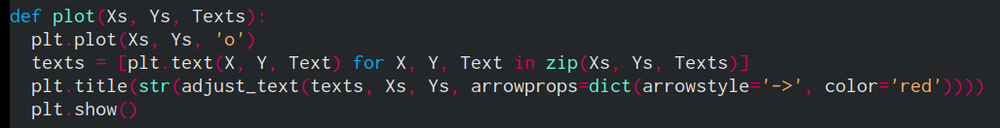 def plot(Xs, Ys, Texts):
  plt.plot(Xs, Ys, 'o')
  texts = [plt.text(X, Y, Text) for X, Y, Text in zip(Xs, Ys, Texts)]
  plt.title(str(adjust_text(texts, Xs, Ys, arrowprops=dict(arrowstyle='->', color='red'))))
  plt.show()